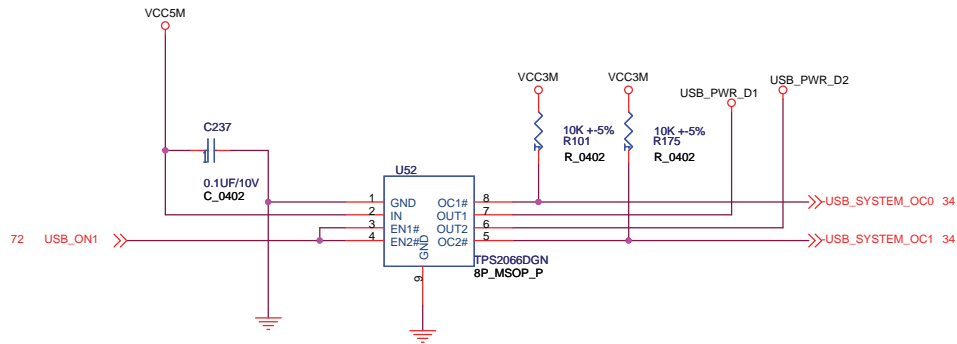 VCC5M
VCC3M
VCC3M
USB_PWR_D2
USB_PWR_D1
C237
1
0.1UF/10V
C_0402
10K +-5%
R101
R_0402
10K +-5%
R175
R_0402
U52
1 GND OC1# 8
2 IN OUT1 7
3 EN1# OUT2 6
4 EN2# OC2# 5
GND
9
TPS2066DGN
8P_MSOP_P
USB_SYSTEM_OC0 34
USB_SYSTEM_OC1 34
72 USB_ON1